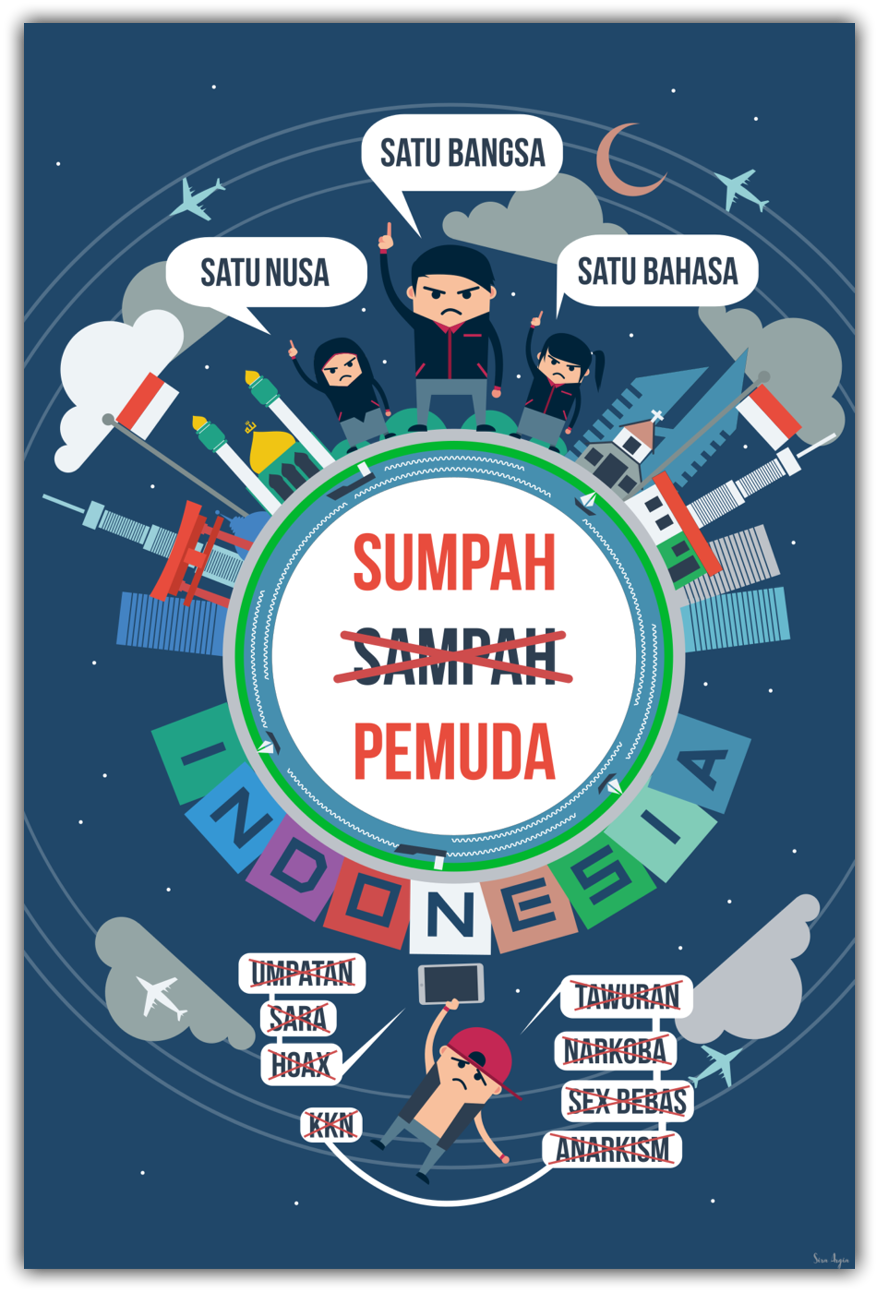 SATU BANGSA
SATU NUSA
SATU BAHASA
الله
SUMPAH
SAMPAH
PEMUDA
INDONESIA
UMPATAN
SARA
HOAX
KKN
TAWURAN
NARKOBA
SEX BEBAS
ANARKISM